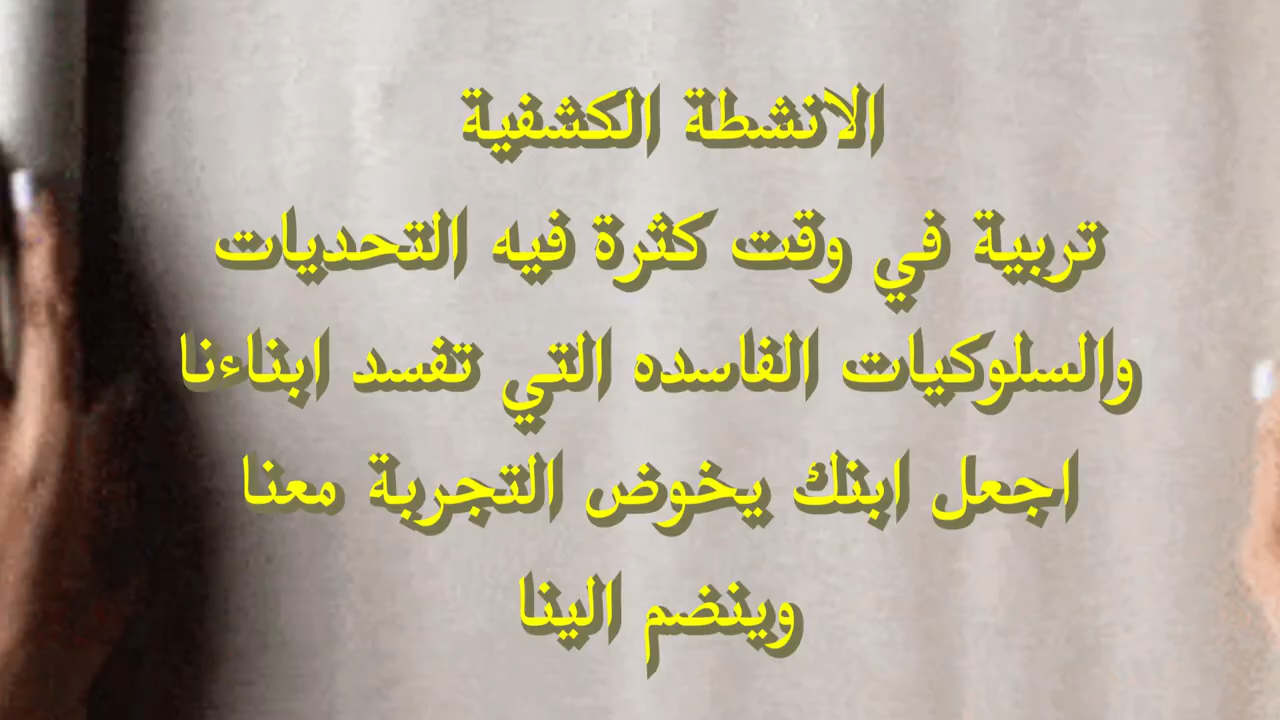 الانشطة الكشفية
تربية في وقت كثرة فيه التحديات
والسلوكيات الفاسده التي تفسد ابناءنا
اجعل ابنك يخوض التجربة معنا
وينضم الينا